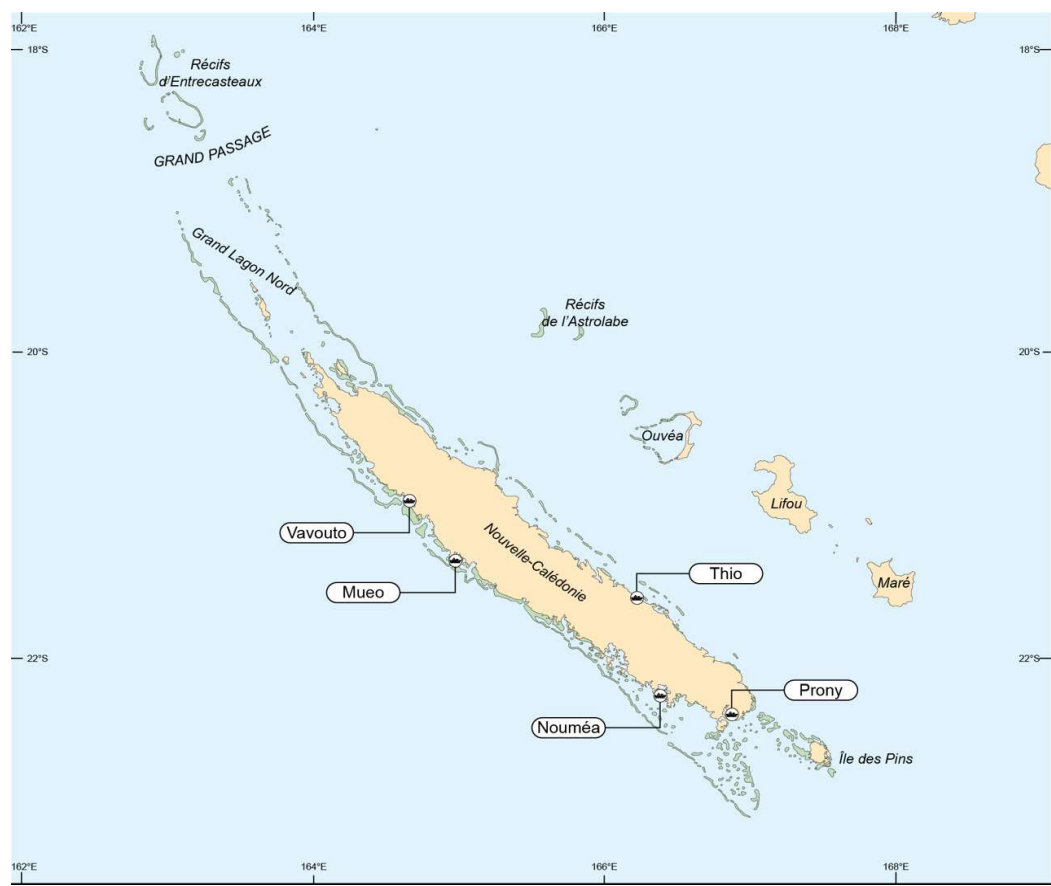 162°E
164°E
166°E
168°E
18°S
18°S
Récifs
d'Entrecasteaux
GRAND PASSAGE
Grand Lagon Nord
Récifs
de l'Astrolabe
20°S
20°S
Ouvéa
Lifou
Vavouto
Nouvelle-Calédonie
Thio
Maré
Mueo
22°S
22°S
Prony
Nouméa
Île des Pins
162°E
164°E
166°E
168°E